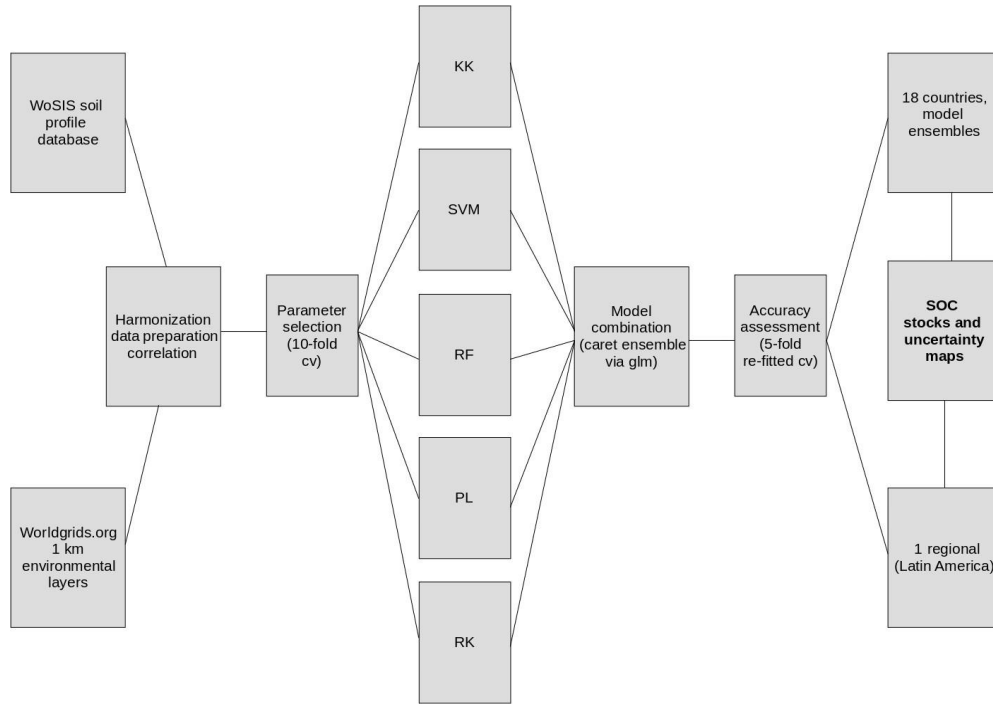 WoSIS soil
profile
database
Worldgrids.org
1 km
environmental
layers
Harmonization
data preparation
correlation
Parameter
selection
(10-fold
cv)
KK
SVM
RF
PL
RK
Model
combination
(caret ensemble
via glm)
Accuracy
assessment
(5-fold
re-fitted cv)
18 countries,
model
ensembles
SOC
stocks and
uncertainty
maps
1 regional
(Latin America)